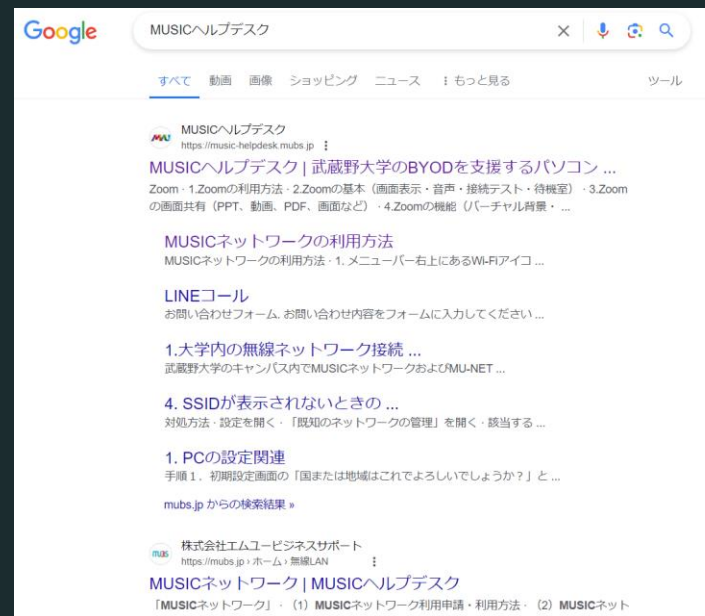 Google
MUSICヘルプデスク
すべて 動画 画像 ショッピング ニュース もっと見る ツール
MUSICヘルプデスク
https://music-helpdesk.mubs.jp
MUSICヘルプデスク | 武蔵野大学のBYODを支援するパソコン ...
Zoom · 1.Zoomの利用方法 · 2.Zoomの基本（画面表示・音声・接続テスト・待機室） · 3.Zoom
の画面共有（PPT、動画、PDF、画面など） · 4.Zoomの機能（バーチャル背景・ ...
MUSICネットワークの利用方法
MUSICネットワークの利用方法 · 1. メニューバー右上にあるWi-Fiアイコ ...
LINEコール
お問い合わせフォーム. お問い合わせ内容をフォームに入力してください ...
1.大学内の無線ネットワーク接続 ...
武蔵野大学のキャンパス内でMUSICネットワークおよびMU-NET ...
4. SSIDが表示されないときの ...
対処方法 · 設定を開く · 「既知のネットワークの管理」を開く · 該当する ...
1. PCの設定関連
手順１．初期設定画面の「国または地域はこれでよろしいでしょうか？」と ...
mubs.jp からの検索結果 »
mubs 株式会社エムユービジネスサポート
https://mubs.jp › ホーム › 無線LAN
MUSICネットワーク | MUSICヘルプデスク
「MUSICネットワーク」 · （1）MUSICネットワーク利用申請・利用方法 · （2）MUSICネット